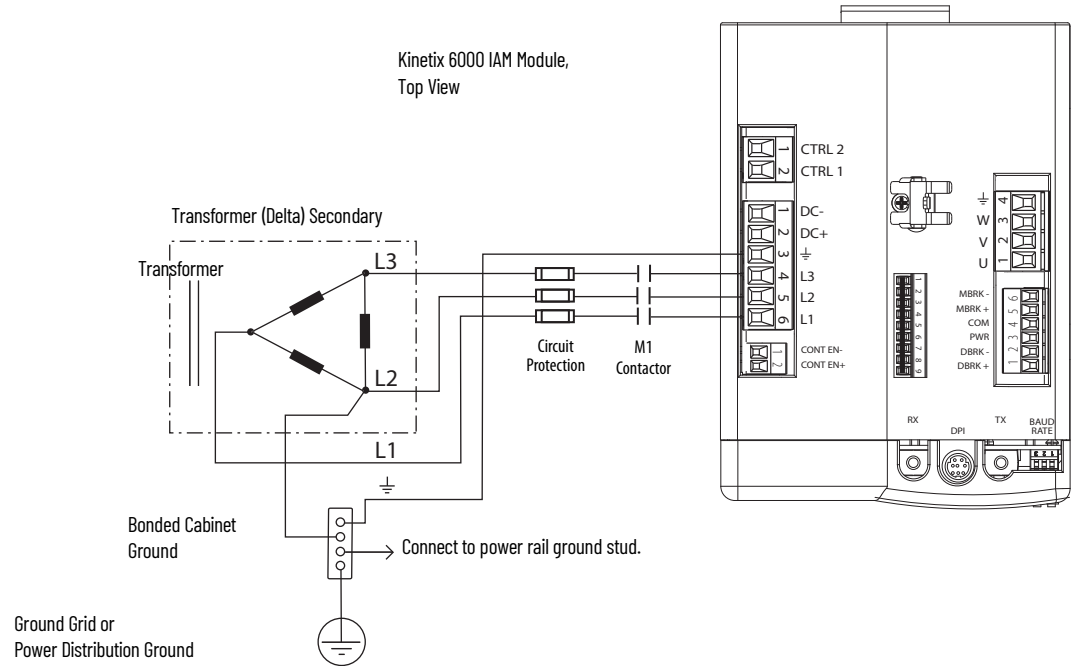 Kinetix 6000 IAM Module,
Top View
Transformer (Delta) Secondary
Transformer
L3
L2
L1
Circuit
Protection
M1
Contactor
Bonded Cabinet
Ground
Connect to power rail ground stud.
Ground Grid or
Power Distribution Ground
1 CTRL 2
2 CTRL 1
1 DC-
2 DC+
3
4 L3
5 L2
6 L1
1 CONT EN-
2 CONT EN+
1
2
3
4
5
6
7
8
9
4
W 3
V 2
U 1
MBRK - 6
MBRK + 5
COM 4
PWR 3
DBRK - 2
DBRK + 1
RX
DPI
TX
BAUD
RATE